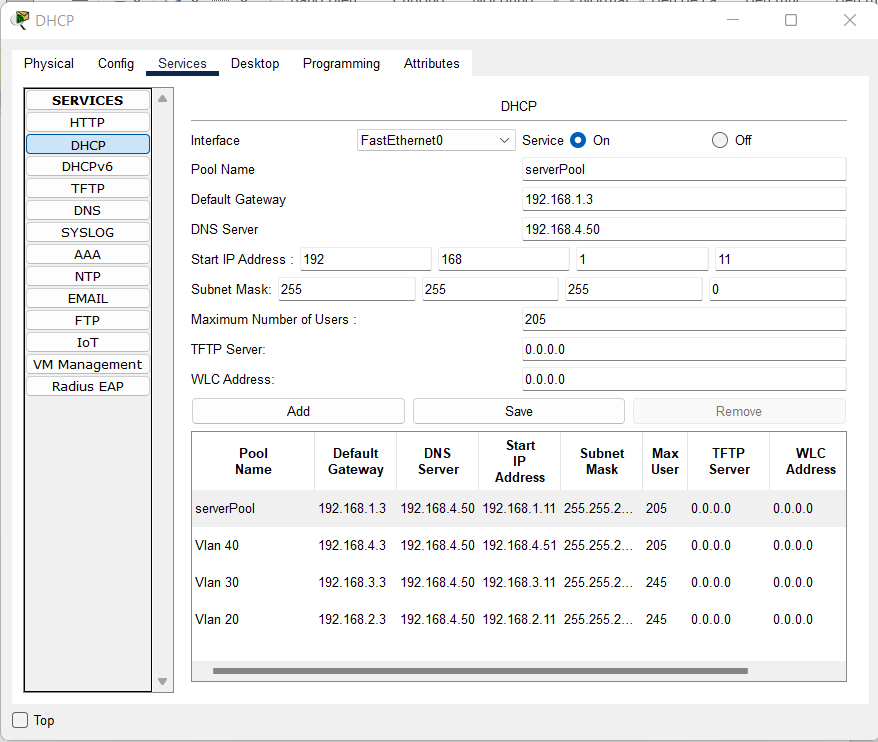 DHCP
Physical Config Services Desktop Programming Attributes
SERVICES
HTTP
DHCP
DHCPv6
TFTP
DNS
SYSLOG
AAA
NTP
EMAIL
FTP
IoT
VM Management
Radius EAP
DHCP
Interface FastEthernet0 Service On Off
Pool Name serverPool
Default Gateway 192.168.1.3
DNS Server 192.168.4.50
Start IP Address : 192 168 1 11
Subnet Mask: 255 255 255 0
Maximum Number of Users : 205
TFTP Server: 0.0.0.0
WLC Address: 0.0.0.0
Add Save Remove
Pool Name Default Gateway DNS Server Start IP Address Subnet Mask Max User TFTP Server WLC Address
serverPool 192.168.1.3 192.168.4.50 192.168.1.11 255.255.2... 205 0.0.0.0 0.0.0.0
Vlan 40 192.168.4.3 192.168.4.50 192.168.4.51 255.255.2... 205 0.0.0.0 0.0.0.0
Vlan 30 192.168.3.3 192.168.4.50 192.168.3.11 255.255.2... 245 0.0.0.0 0.0.0.0
Vlan 20 192.168.2.3 192.168.4.50 192.168.2.11 255.255.2... 245 0.0.0.0 0.0.0.0
Top